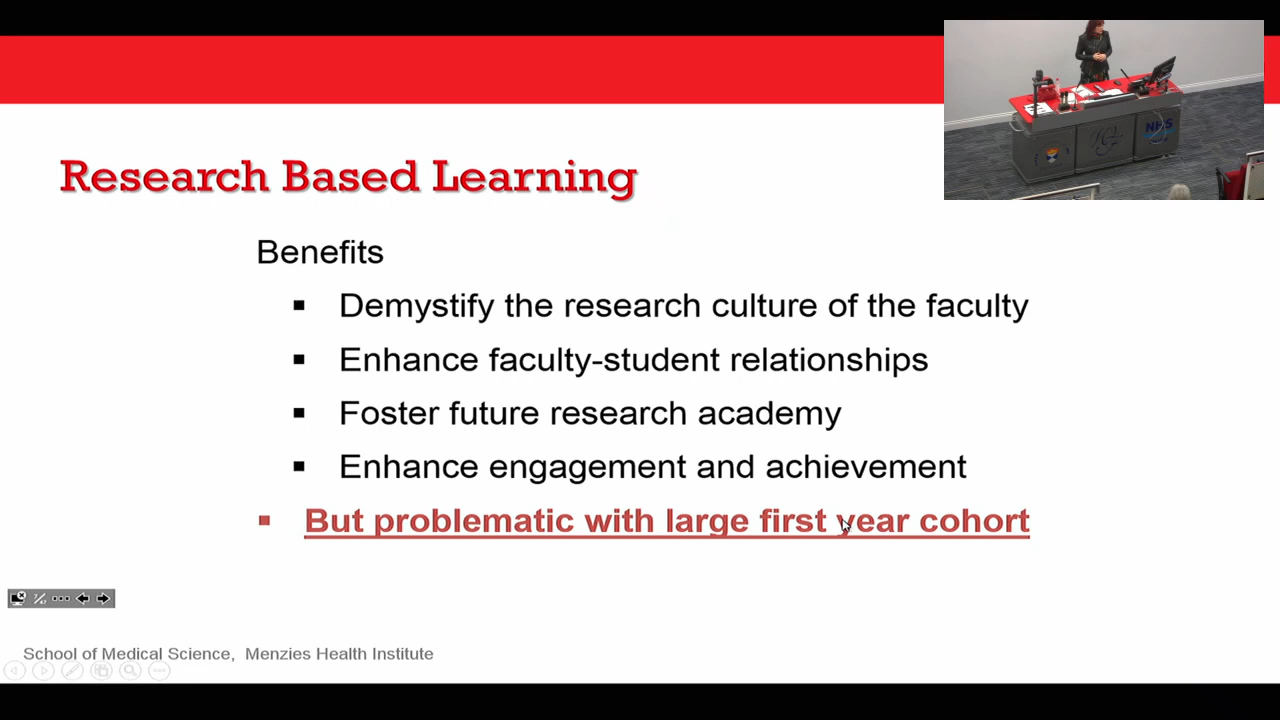 Research Based Learning
NHS
Benefits
▪ Demystify the research culture of the faculty
▪ Enhance faculty-student relationships
▪ Foster future research academy
▪ Enhance engagement and achievement
▪ But problematic with large first year cohort
School of Medical Science, Menzies Health Institute